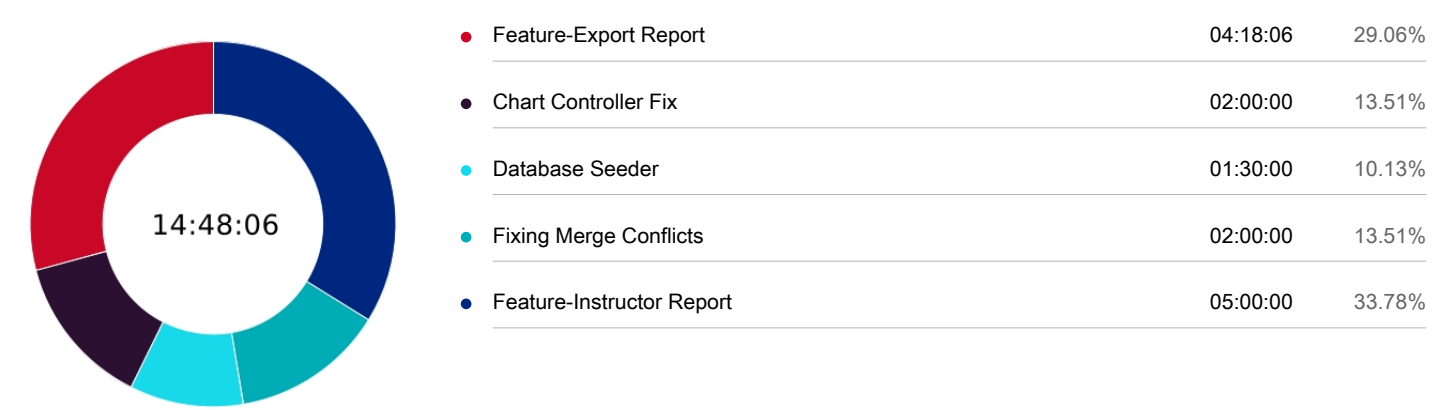 14:48:06
Feature-Export Report 04:18:06 29.06%
Chart Controller Fix 02:00:00 13.51%
Database Seeder 01:30:00 10.13%
Fixing Merge Conflicts 02:00:00 13.51%
Feature-Instructor Report 05:00:00 33.78%